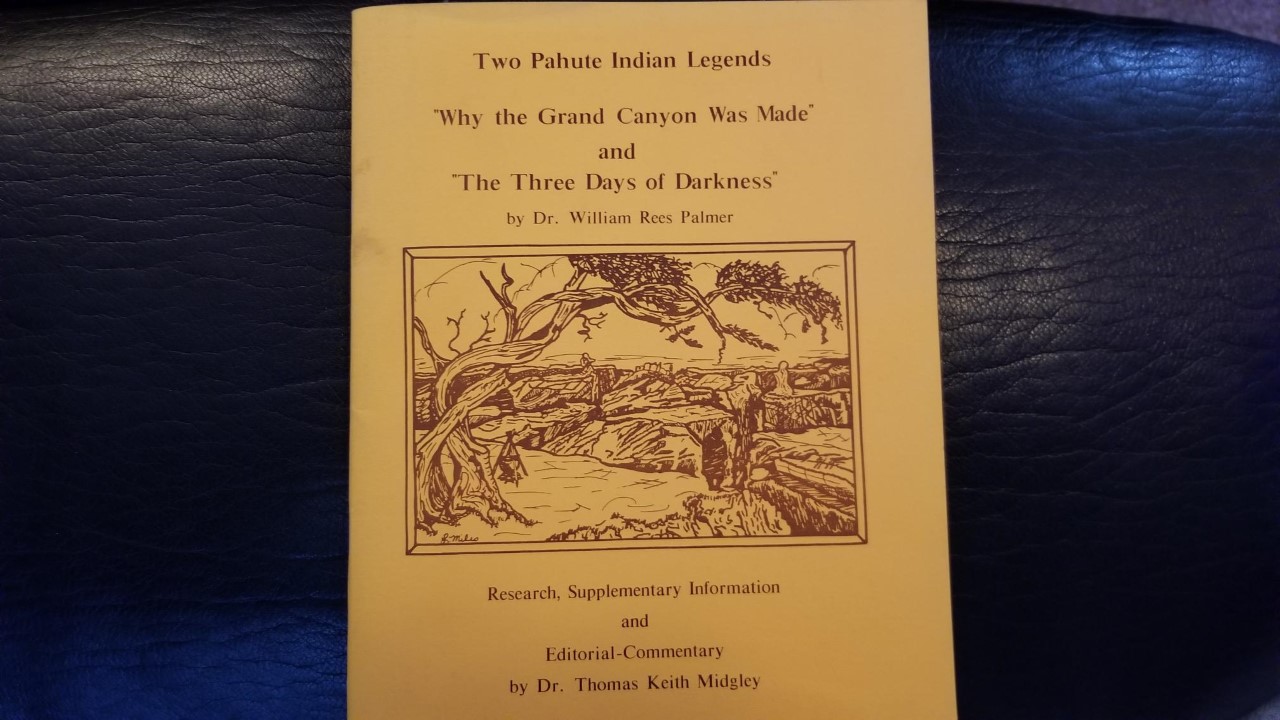 Two Pahute Indian Legends
"Why the Grand Canyon Was Made"
and
"The Three Days of Darkness"
by Dr. William Rees Palmer
Research, Supplementary Information
and
Editorial-Commentary
by Dr. Thomas Keith Midgley